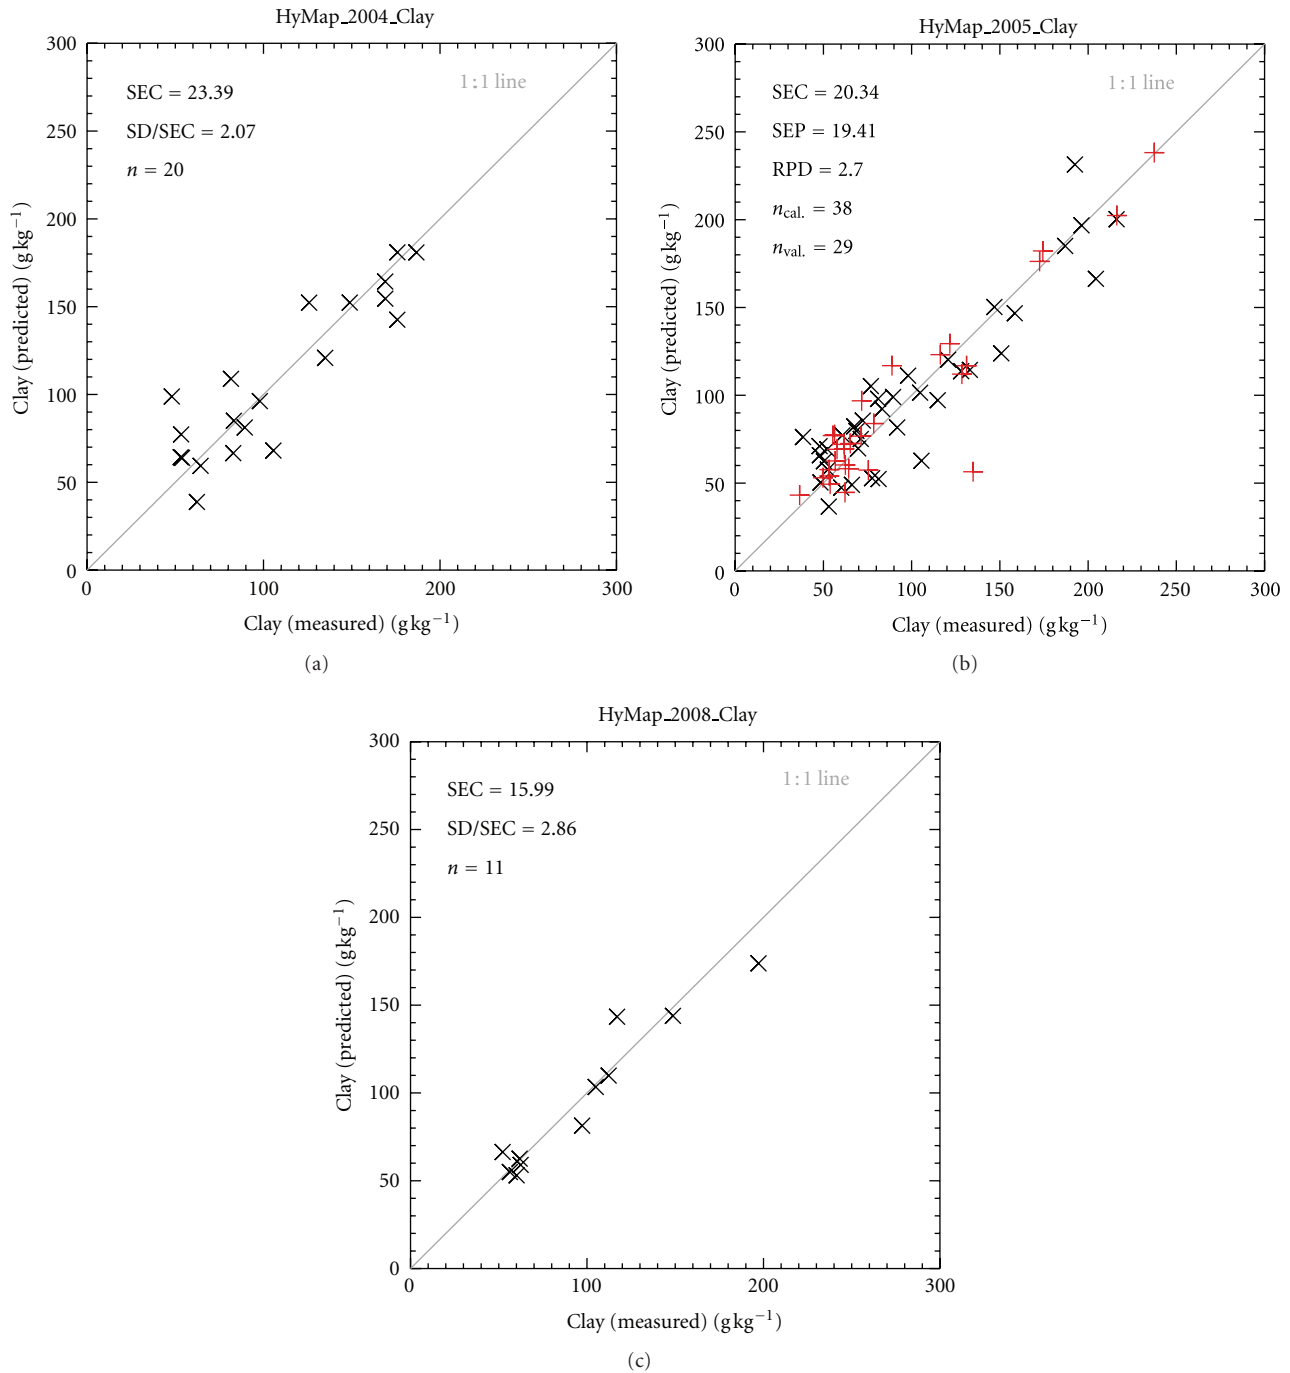 HyMap_2004_Clay
300
250
200
150
100
50
0
Clay (predicted) (g kg⁻¹)
SEC = 23.39
SD/SEC = 2.07
n = 20
1:1 line
0 100 200 300
Clay (measured) (g kg⁻¹)
(a)
HyMap_2005_Clay
300
250
200
150
100
50
0
Clay (predicted) (g kg⁻¹)
SEC = 20.34
SEP = 19.41
RPD = 2.7
n_cal. = 38
n_val. = 29
1:1 line
0 50 100 150 200 250 300
Clay (measured) (g kg⁻¹)
(b)
HyMap_2008_Clay
300
250
200
150
100
50
0
Clay (predicted) (g kg⁻¹)
SEC = 15.99
SD/SEC = 2.86
n = 11
1:1 line
0 100 200 300
Clay (measured) (g kg⁻¹)
(c)